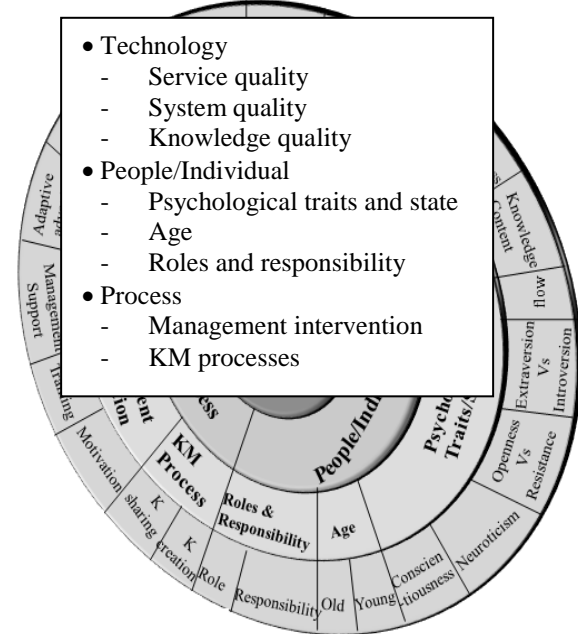 • Technology
- Service quality
- System quality
- Knowledge quality
• People/Individual
- Psychological traits and state
- Age
- Roles and responsibility
• Process
- Management intervention
- KM processes
Adaptive
Management
Support
Training
Motivation
K
sharing
K
creation
Role
Responsibility
Old
Young
Conscien
-tiousness
Neuroticism
Openness
Vs
Resistance
Extraversion
Vs
Introversion
flow
Knowledge
Content
KM
Process
Roles &
Responsibility
Age